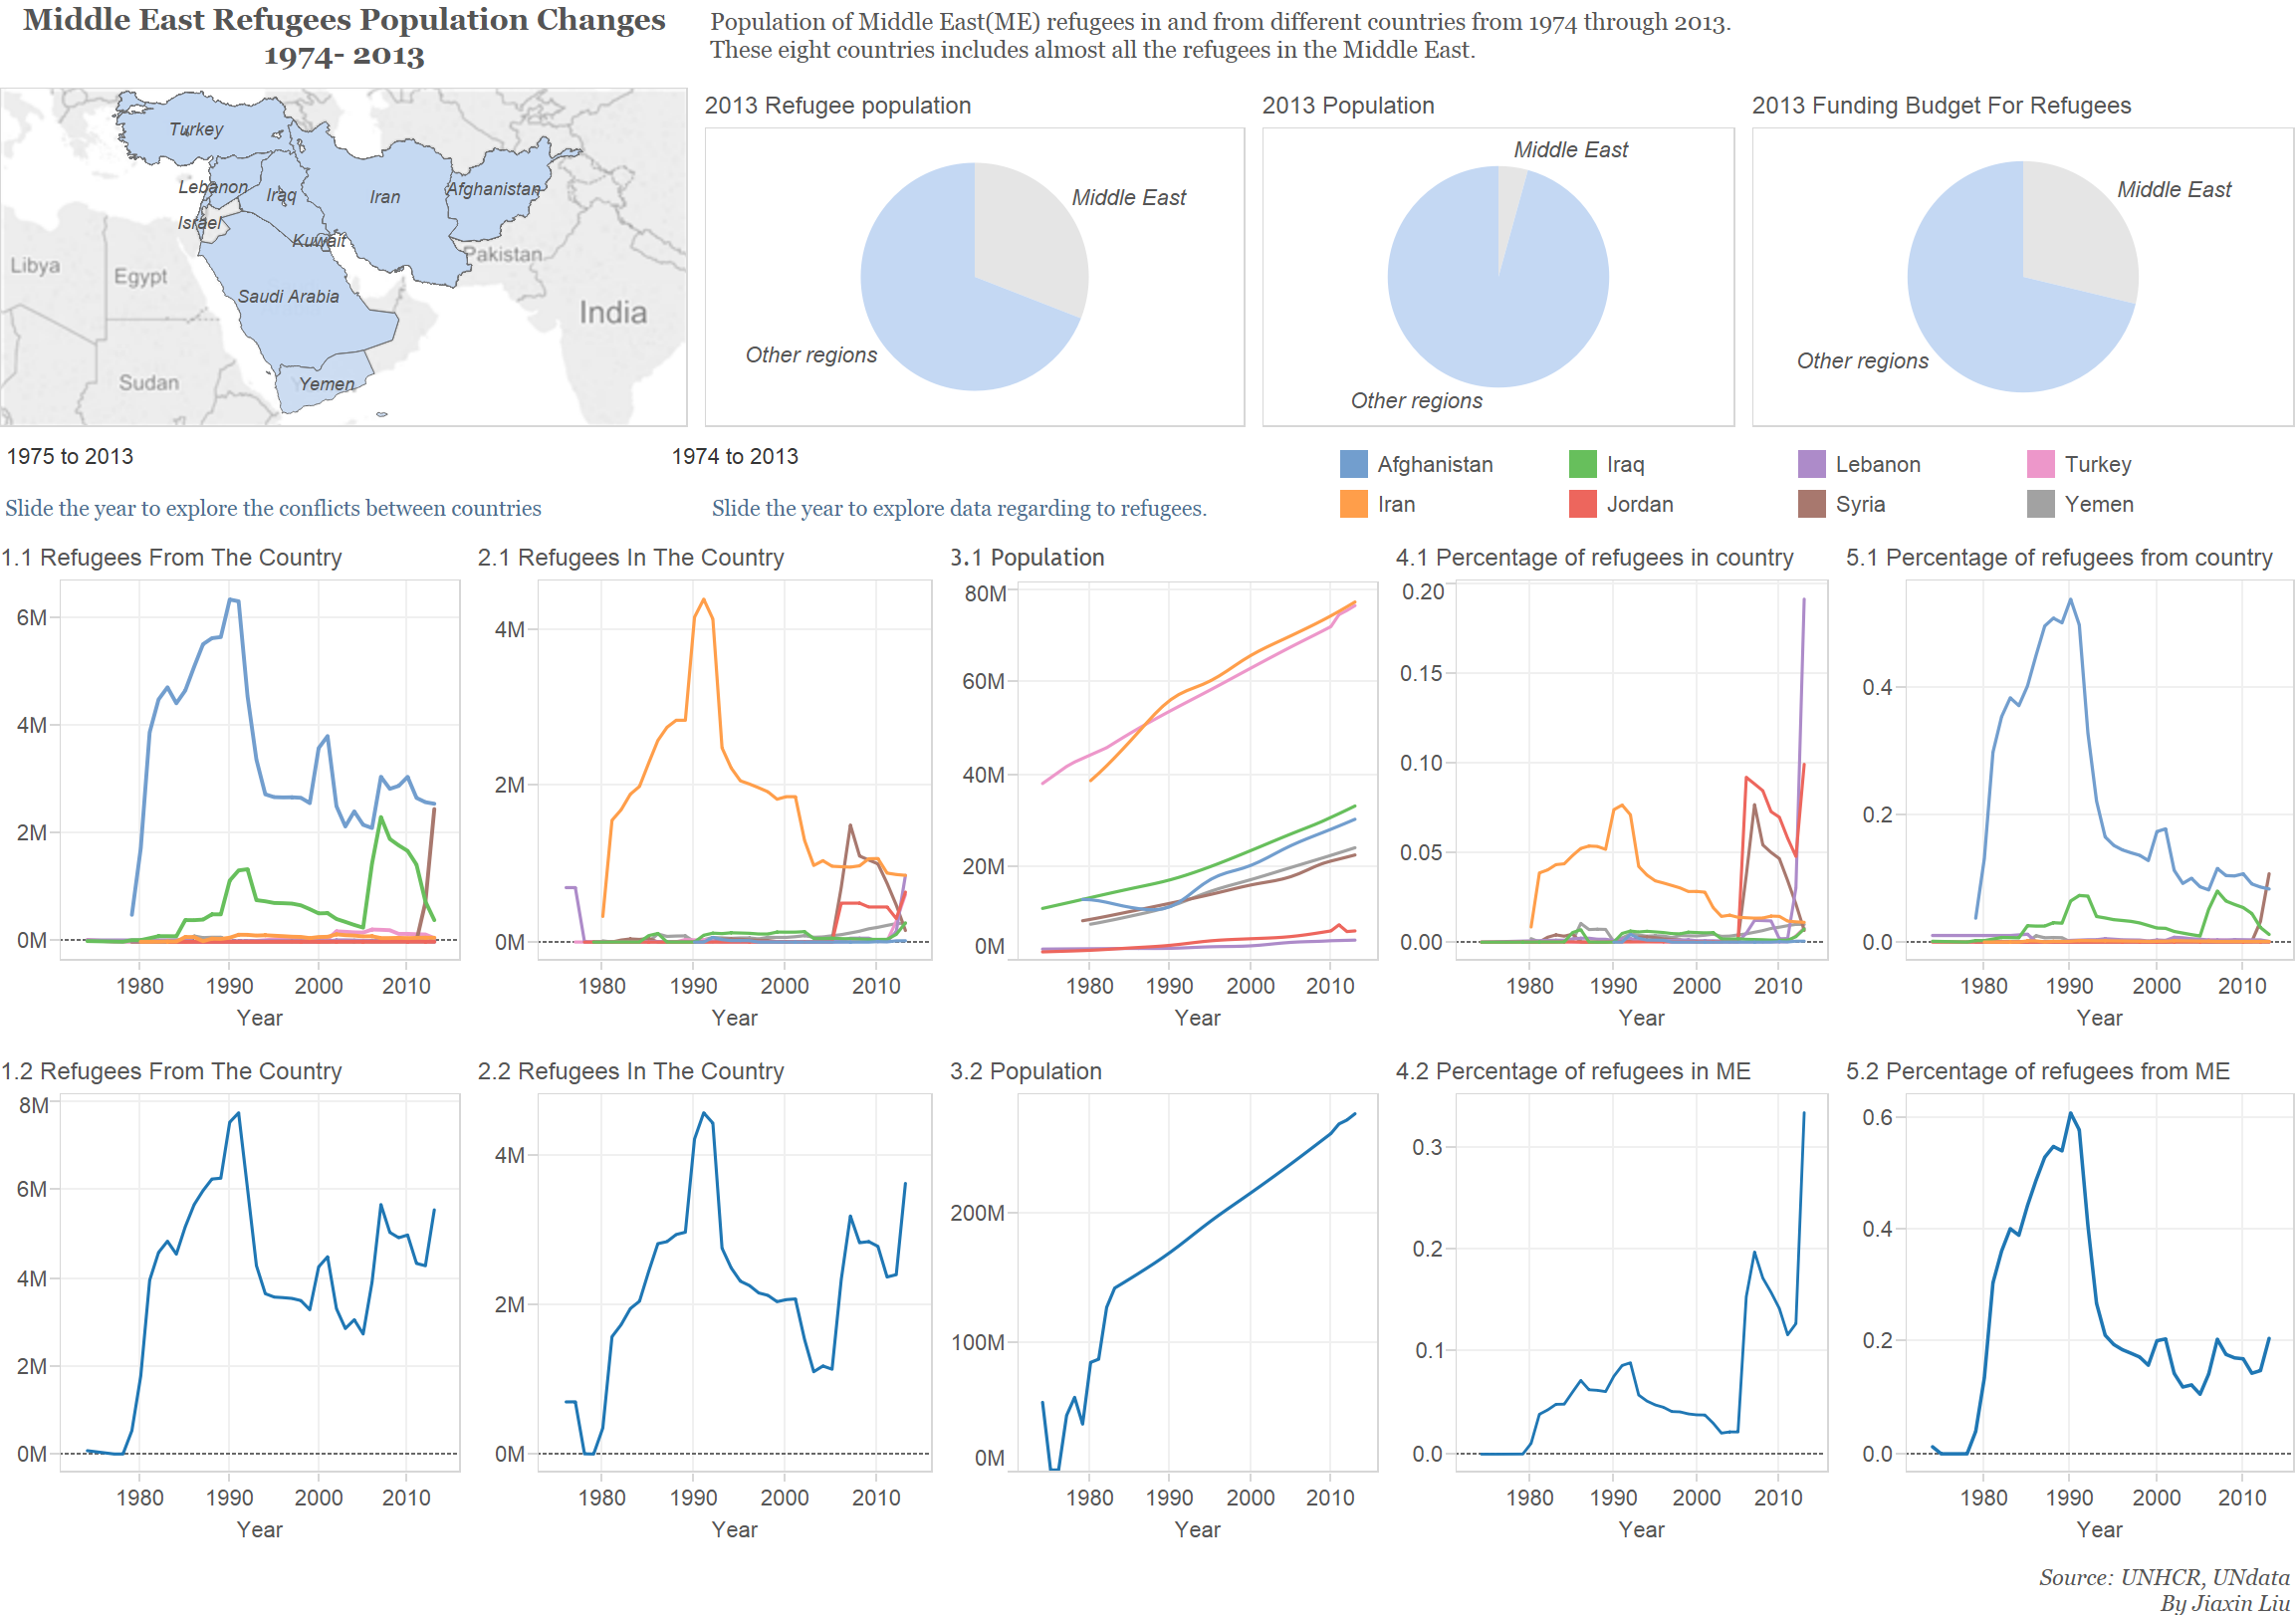 Middle East Refugees Population Changes
1974- 2013
Population of Middle East(ME) refugees in and from different countries from 1974 through 2013.
These eight countries includes almost all the refugees in the Middle East.
Turkey
Lebanon
Iraq
Iran
Afghanistan
Israel
Kuwait
Pakistan
Libya
Egypt
Saudi Arabia
India
Sudan
Yemen
2013 Refugee population
Middle East
Other regions
2013 Population
Middle East
Other regions
2013 Funding Budget For Refugees
Middle East
Other regions
1975 to 2013
Slide the year to explore the conflicts between countries
1974 to 2013
Slide the year to explore data regarding to refugees.
Afghanistan
Iraq
Lebanon
Turkey
Iran
Jordan
Syria
Yemen
1.1 Refugees From The Country
6M
4M
2M
0M
1980 1990 2000 2010
Year
2.1 Refugees In The Country
4M
2M
0M
1980 1990 2000 2010
Year
3.1 Population
80M
60M
40M
20M
0M
1980 1990 2000 2010
Year
4.1 Percentage of refugees in country
0.20
0.15
0.10
0.05
0.00
1980 1990 2000 2010
Year
5.1 Percentage of refugees from country
0.4
0.2
0.0
1980 1990 2000 2010
Year
1.2 Refugees From The Country
8M
6M
4M
2M
0M
1980 1990 2000 2010
Year
2.2 Refugees In The Country
4M
2M
0M
1980 1990 2000 2010
Year
3.2 Population
200M
100M
0M
1980 1990 2000 2010
Year
4.2 Percentage of refugees in ME
0.3
0.2
0.1
0.0
1980 1990 2000 2010
Year
5.2 Percentage of refugees from ME
0.6
0.4
0.2
0.0
1980 1990 2000 2010
Year
Source: UNHCR, UNdata
By Jiaxin Liu